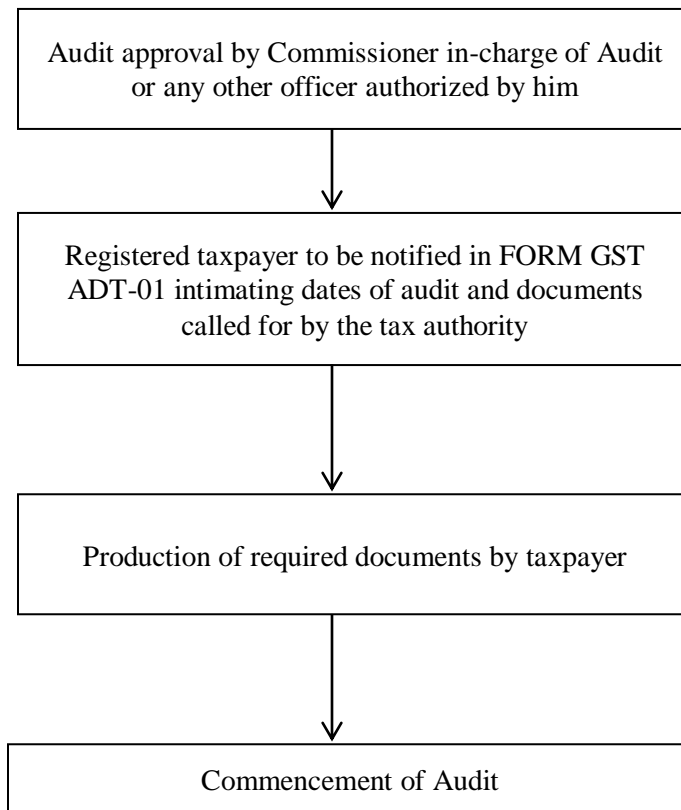 Audit approval by Commissioner in-charge of Audit
or any other officer authorized by him
Registered taxpayer to be notified in FORM GST
ADT-01 intimating dates of audit and documents
called for by the tax authority
Production of required documents by taxpayer
Commencement of Audit